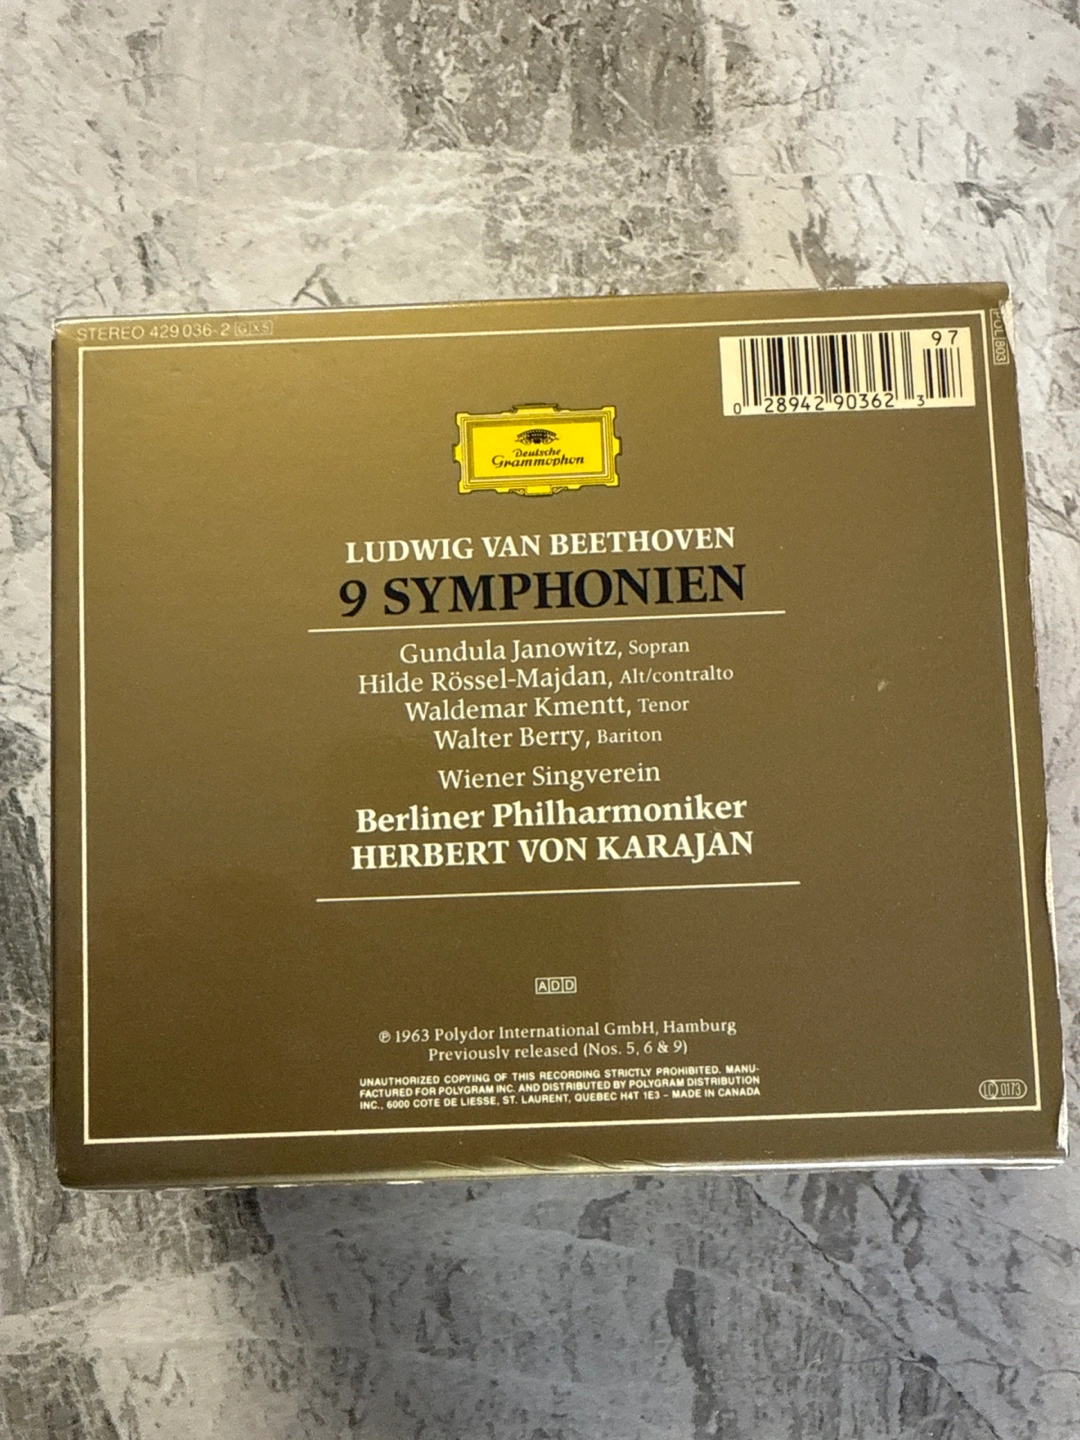 STEREO 429 036-2 GX5
POL 803
97
0 28942 90362 3
Deutsche
Grammophon
LUDWIG VAN BEETHOVEN
9 SYMPHONIEN
Gundula Janowitz, Sopran
Hilde Rössel-Majdan, Alt/contralto
Waldemar Kmentt, Tenor
Walter Berry, Bariton
Wiener Singverein
Berliner Philharmoniker
HERBERT VON KARAJAN
ADD
℗ 1963 Polydor International GmbH, Hamburg
Previously released (Nos. 5, 6 & 9)
UNAUTHORIZED COPYING OF THIS RECORDING STRICTLY PROHIBITED. MANU-
FACTURED FOR POLYGRAM INC. AND DISTRIBUTED BY POLYGRAM DISTRIBUTION
INC., 6000 COTE DE LIESSE, ST. LAURENT, QUEBEC H4T 1E3 – MADE IN CANADA
LC 0173